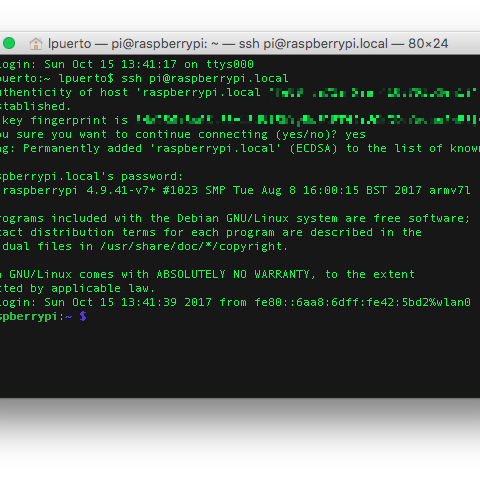 lpuerto — pi@raspberrypi: ~ — ssh pi@raspberrypi.local — 80×24
ogin: Sun Oct 15 13:41:17 on ttys000
puerto:~ lpuerto$ ssh pi@raspberrypi.local
uthenticity of host 'raspberrypi.local
stablished.
key fingerprint is
ou sure you want to continue connecting (yes/no)? yes
ng: Permanently added 'raspberrypi.local' (ECDSA) to the list of known
spberrypi.local's password:
raspberrypi 4.9.41-v7+ #1023 SMP Tue Aug 8 16:00:15 BST 2017 armv7l
rograms included with the Debian GNU/Linux system are free software;
xact distribution terms for each program are described in the
dual files in /usr/share/doc/*/copyright.
n GNU/Linux comes with ABSOLUTELY NO WARRANTY, to the extent
tted by applicable law.
login: Sun Oct 15 13:41:39 2017 from fe80::6aa8:6dff:fe42:5bd2%wlan0
spberrypi:~ $